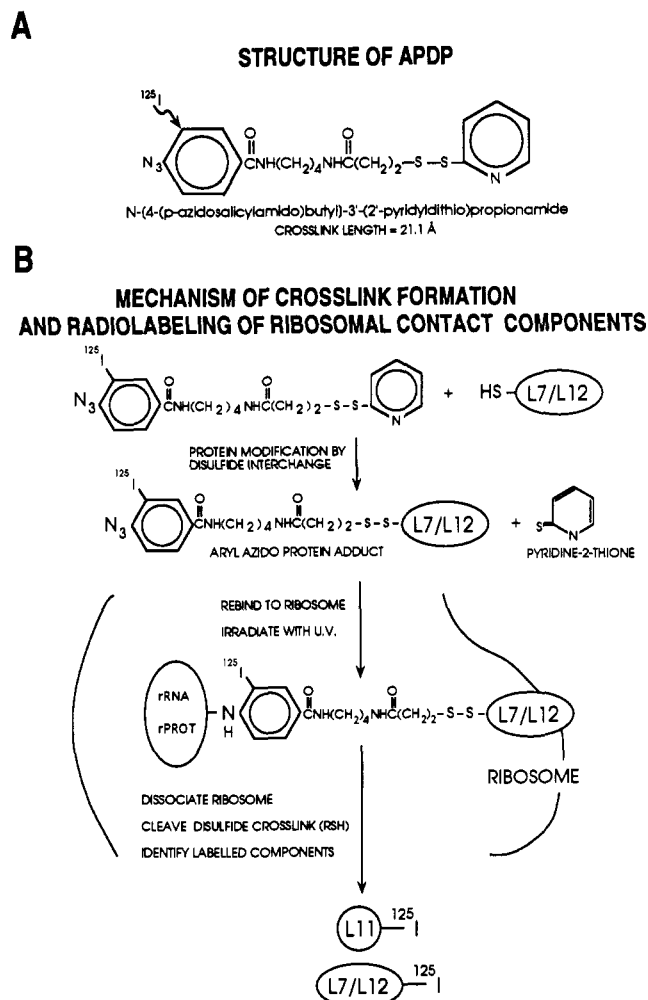 A
STRUCTURE OF APDP
125I
N3 CNH(CH2)4NHC(CH2)2-S-S N
O O
N-(4-(p-azidosalicylamido)butyl)-3'-(2'-pyridyldithio)propionamide
CROSSLINK LENGTH = 21.1 Å
B
MECHANISM OF CROSSLINK FORMATION
AND RADIOLABELING OF RIBOSOMAL CONTACT COMPONENTS
125I
O O
N3 CNH(CH2)4NHC(CH2)2-S-S N + HS-L7/L12
PROTEIN MODIFICATION BY
DISULFIDE INTERCHANGE
125I
O O
N3 CNH(CH2)4NHC(CH2)2-S-S-L7/L12 + S N
ARYL AZIDO PROTEIN ADDUCT
PYRIDINE-2-THIONE
REBIND TO RIBOSOME
IRRADIATE WITH U.V.
125I
O O
rRNA
rPROT
N
H
CNH(CH2)4NHC(CH2)2-S-S-L7/L12
RIBOSOME
DISSOCIATE RIBOSOME
CLEAVE DISULFIDE CROSSLINK (RSH)
IDENTIFY LABELLED COMPONENTS
L11-125I
L7/L12-125I